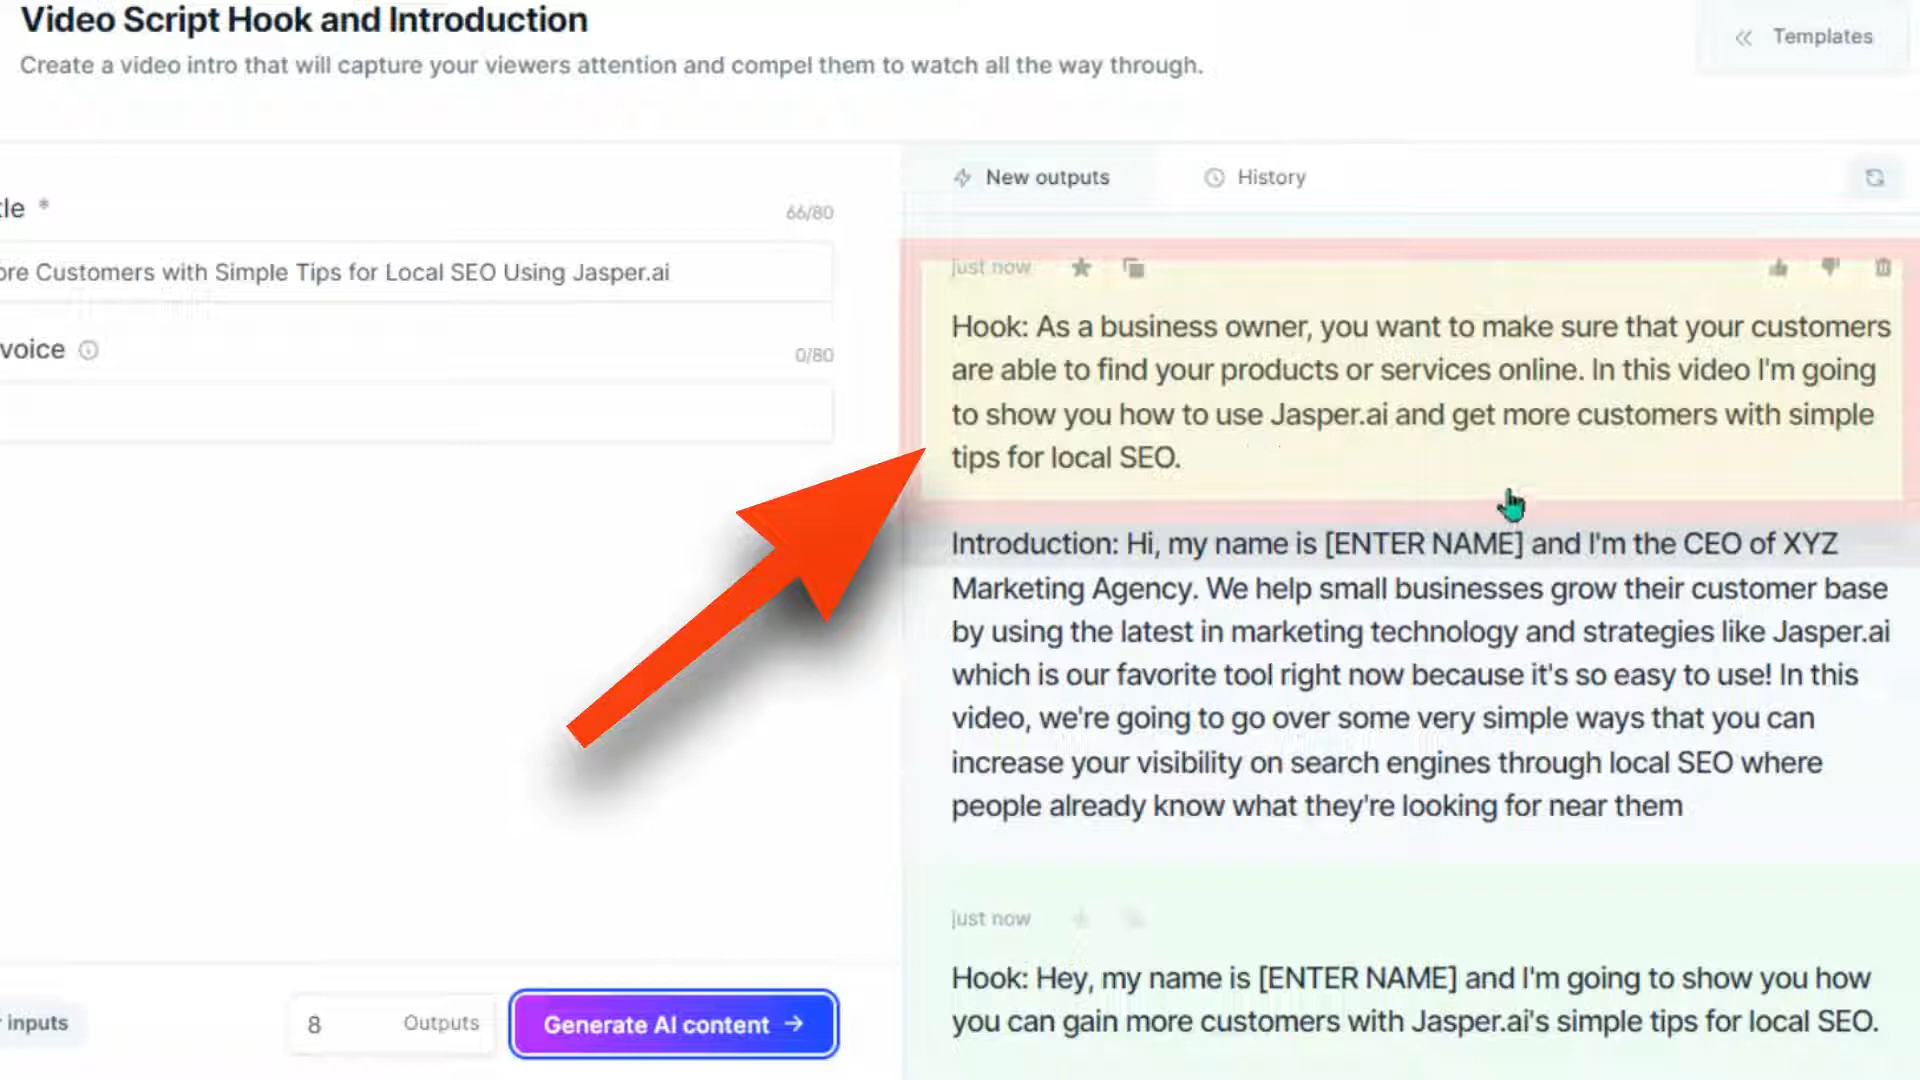 Video Script Hook and Introduction
Create a video intro that will capture your viewers attention and compel them to watch all the way through.
Templates
New outputs
History
tle *
66/80
ore Customers with Simple Tips for Local SEO Using Jasper.ai
voice
0/80
just now
Hook: As a business owner, you want to make sure that your customers
are able to find your products or services online. In this video I'm going
to show you how to use Jasper.ai and get more customers with simple
tips for local SEO.
Introduction: Hi, my name is [ENTER NAME] and I'm the CEO of XYZ
Marketing Agency. We help small businesses grow their customer base
by using the latest in marketing technology and strategies like Jasper.ai
which is our favorite tool right now because it's so easy to use! In this
video, we're going to go over some very simple ways that you can
increase your visibility on search engines through local SEO where
people already know what they're looking for near them
just now
Hook: Hey, my name is [ENTER NAME] and I'm going to show you how
you can gain more customers with Jasper.ai's simple tips for local SEO.
inputs
8 Outputs
Generate AI content →